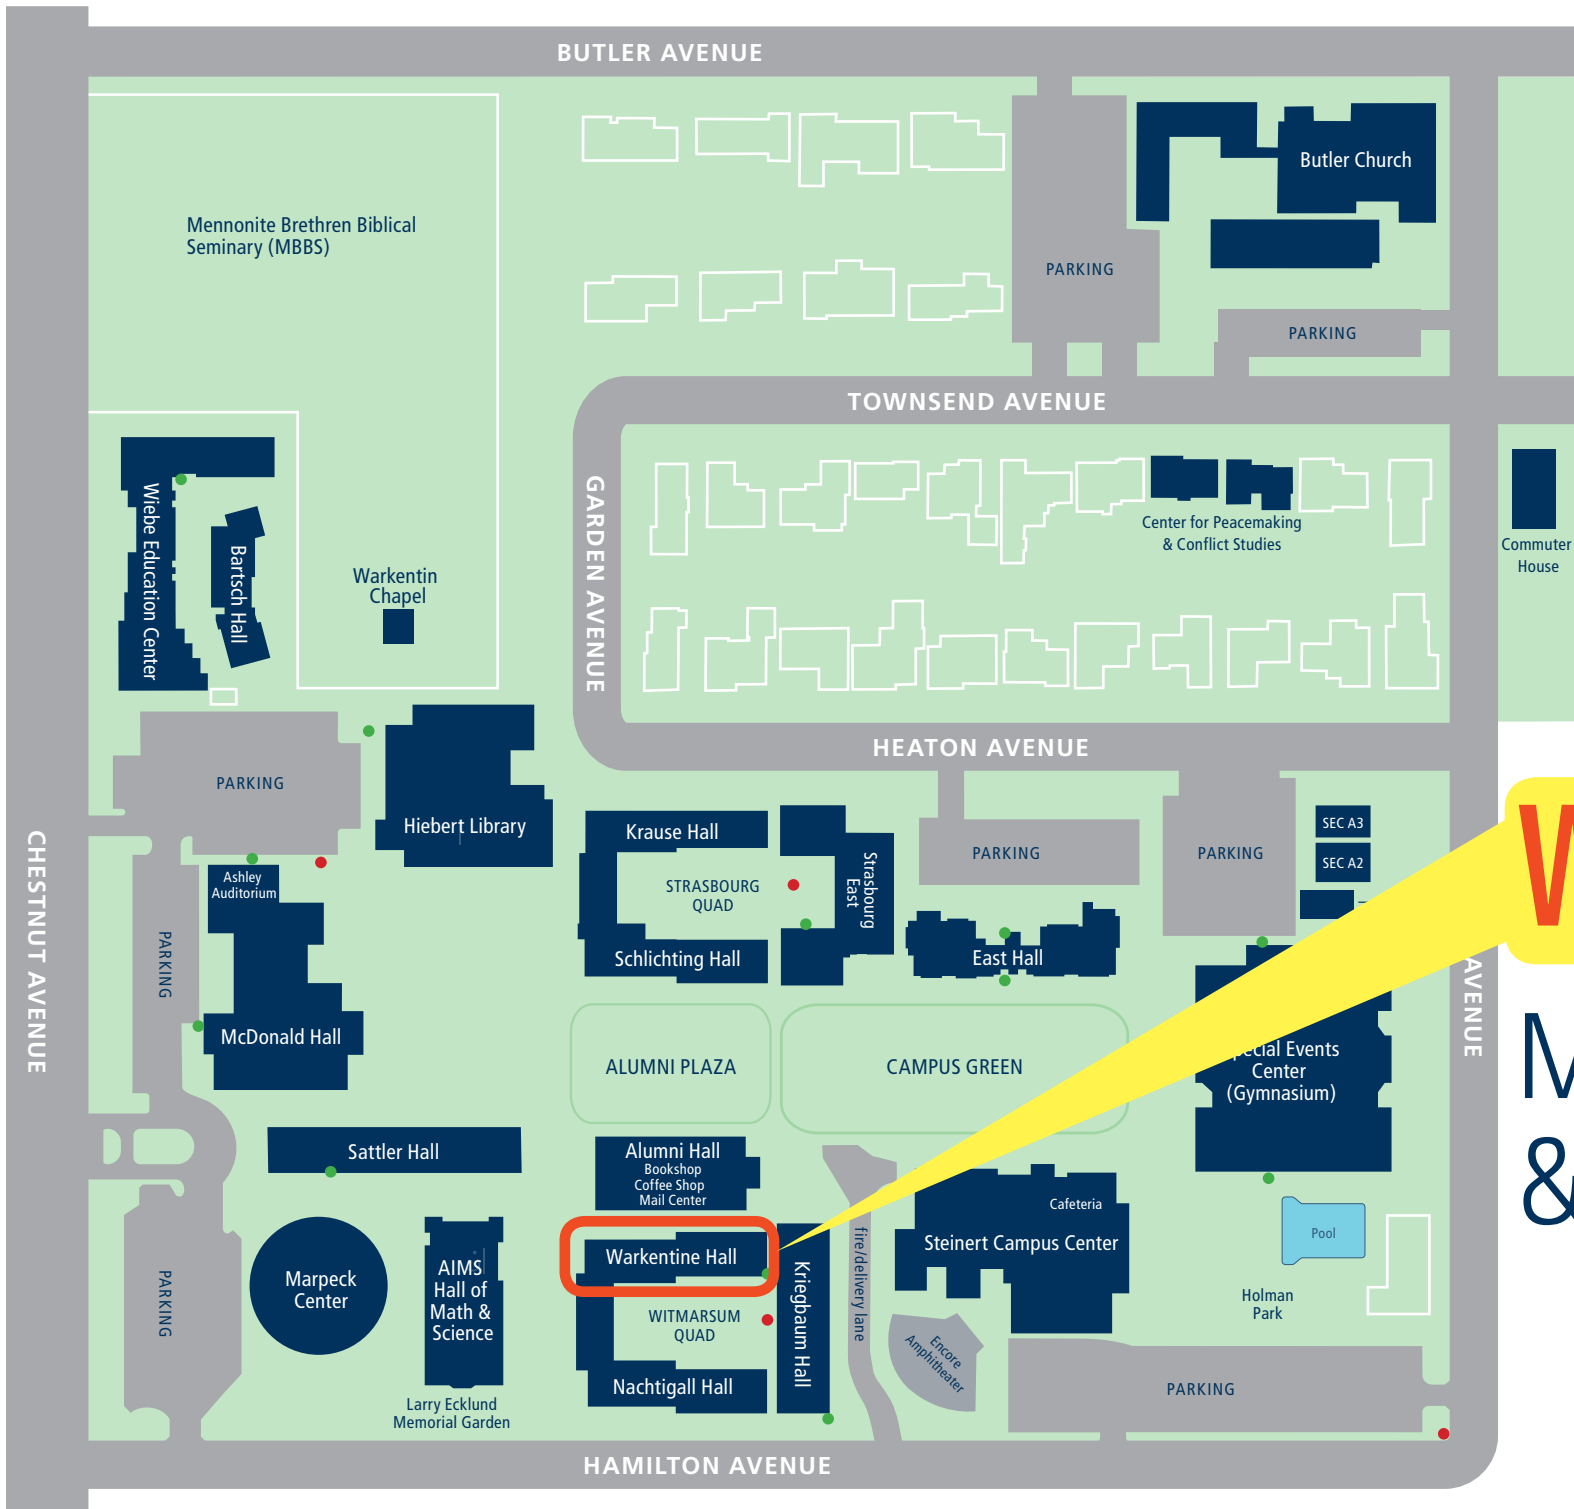 BUTLER AVENUE
Butler Church
Mennonite Brethren Biblical
Seminary (MBBS)
PARKING
PARKING
TOWNSEND AVENUE
GARDEN AVENUE
Center for Peacemaking
& Conflict Studies
Commuter
House
Wiebe Education Center
Bartsch Hall
Warkentin
Chapel
HEATON AVENUE
PARKING
Hiebert Library
CHESTNUT AVENUE
Krause Hall
STRASBOURG
QUAD
Strasbourg
East
Schlichting Hall
PARKING
PARKING
SEC A3
SEC A2
W
Ashley
Auditorium
PARKING
McDonald Hall
East Hall
AVENUE
ALUMNI PLAZA
CAMPUS GREEN
ecial Events
Center
(Gymnasium)
M
&
Sattler Hall
Alumni Hall
Bookshop
Coffee Shop
Mail Center
Cafeteria
Steinert Campus Center
Pool
Holman
Park
PARKING
Marpeck
Center
AIMS
Hall of
Math &
Science
Larry Ecklund
Memorial Garden
Warkentine Hall
WITMARSUM
QUAD
Kriegbaum Hall
Nachtigall Hall
fire/delivery lane
Encore
Amphitheater
PARKING
HAMILTON AVENUE